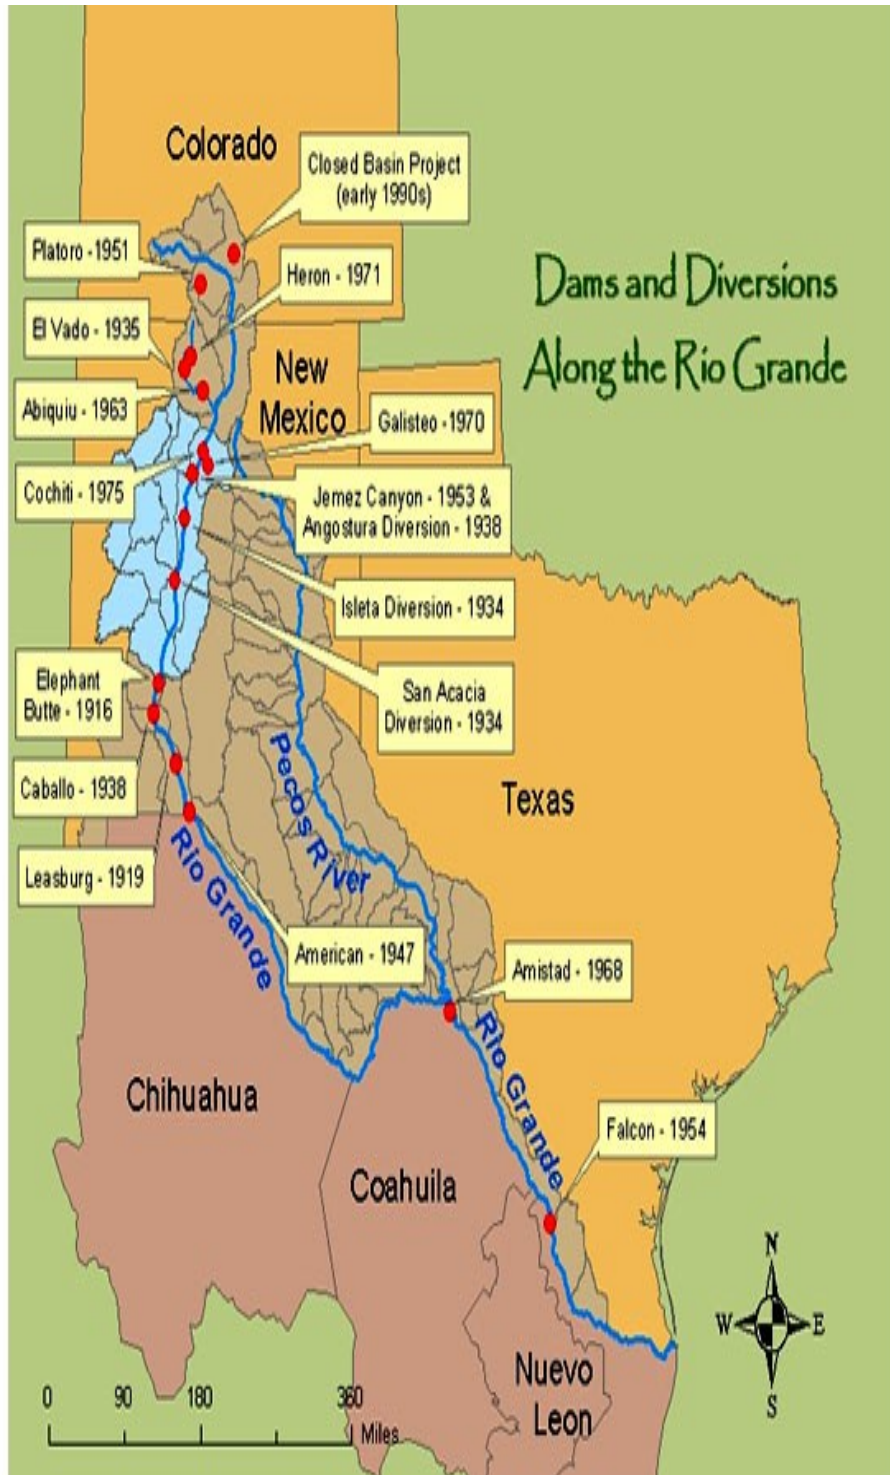 Colorado
Closed Basin Project
(early 1990s)
Platoro - 1951
Heron - 1971
Dams and Diversions
Along the Rio Grande
El Vado - 1935
New
Mexico
Abiquiu - 1963
Galisteo - 1970
Cochiti - 1975
Jemez Canyon - 1953 &
Angostura Diversion - 1938
Isleta Diversion - 1934
Elephant
Butte - 1916
San Acacia
Diversion - 1934
Caballo - 1938
Pecos River
Texas
Leasburg - 1919
Rio Grande
American - 1947
Amistad - 1968
Rio Grande
Chihuahua
Falcon - 1954
Coahuila
N
W
E
S
Nuevo
Leon
0 90 180 360
Miles